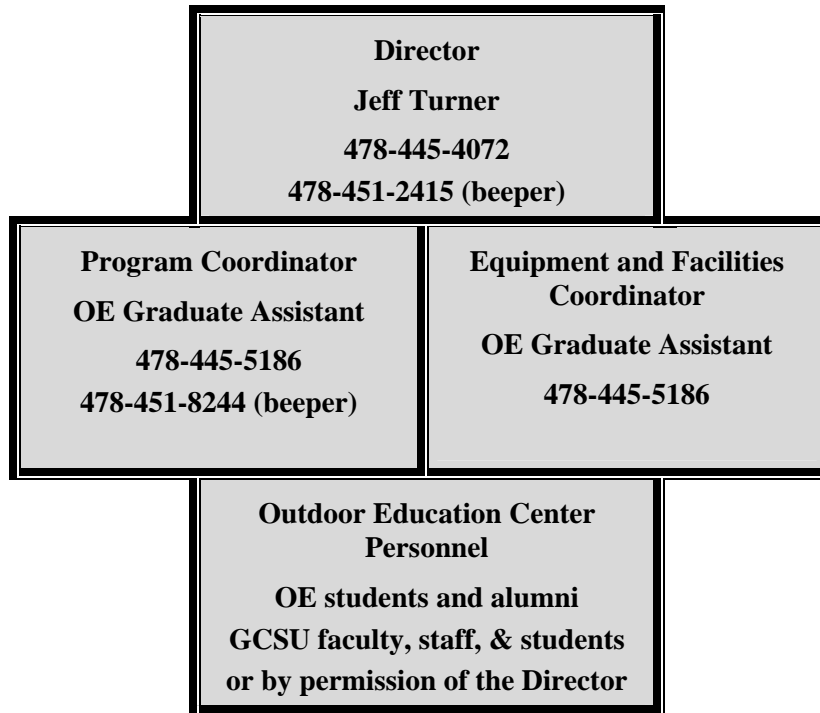 Director
Jeff Turner
478-445-4072
478-451-2415 (beeper)
Program Coordinator
OE Graduate Assistant
478-445-5186
478-451-8244 (beeper)
Equipment and Facilities
Coordinator
OE Graduate Assistant
478-445-5186
Outdoor Education Center
Personnel
OE students and alumni
GCSU faculty, staff, & students
or by permission of the Director